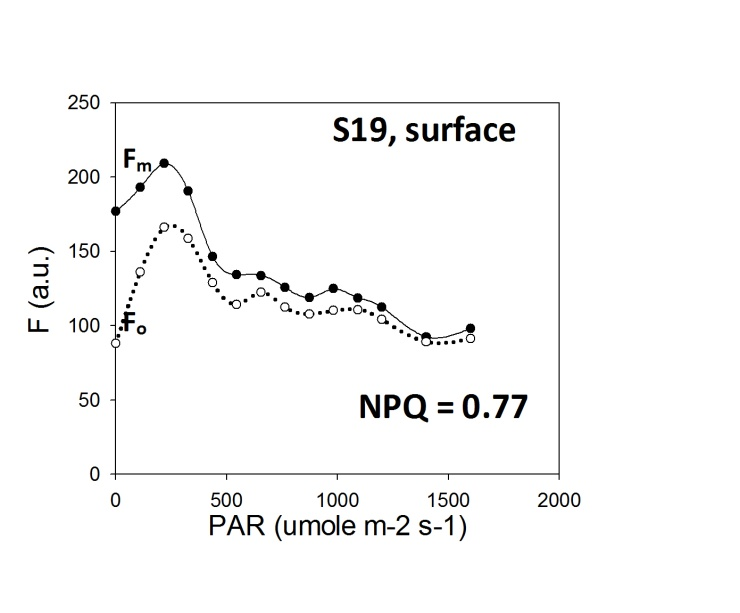 S19, surface
Fm
Fo
NPQ = 0.77
F (a.u.)
250
200
150
100
50
0
0 500 1000 1500 2000
PAR (umole m-2 s-1)